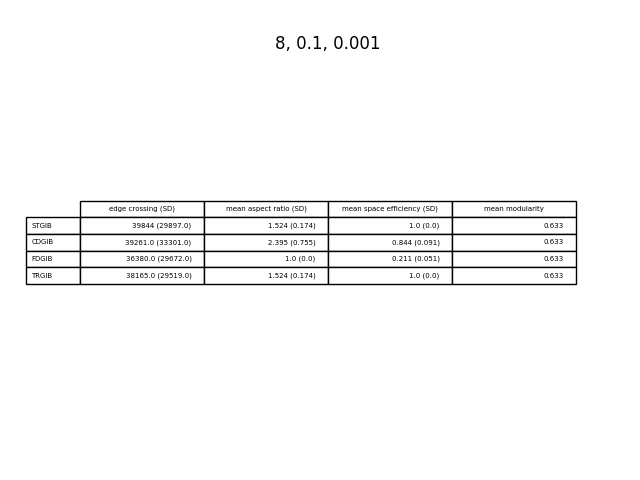 8, 0.1, 0.001
edge crossing (SD) mean aspect ratio (SD) mean space efficiency (SD) mean modularity
STGIB 39844 (29897.0) 1.524 (0.174) 1.0 (0.0) 0.633
CDGIB 39261.0 (33301.0) 2.395 (0.755) 0.844 (0.091) 0.633
FDGIB 36380.0 (29672.0) 1.0 (0.0) 0.211 (0.051) 0.633
TRGIB 38165.0 (29519.0) 1.524 (0.174) 1.0 (0.0) 0.633